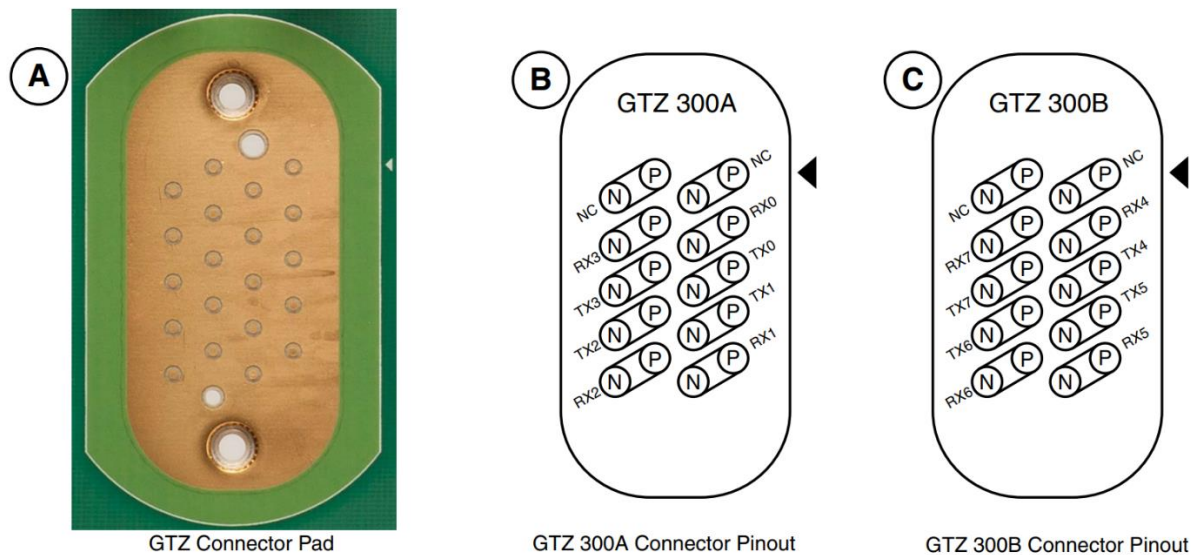 A
GTZ Connector Pad
B
GTZ 300A
P
P
NC
N
N
NC
P
P
RX0
N
N
RX3
P
P
TX0
N
N
TX3
P
P
TX1
N
N
TX2
P
P
RX1
N
N
RX2
GTZ 300A Connector Pinout
C
GTZ 300B
P
P
NC
N
N
NC
P
P
RX4
N
N
RX7
P
P
TX4
N
N
TX7
P
P
TX5
N
N
TX6
P
P
RX5
N
N
RX6
GTZ 300B Connector Pinout